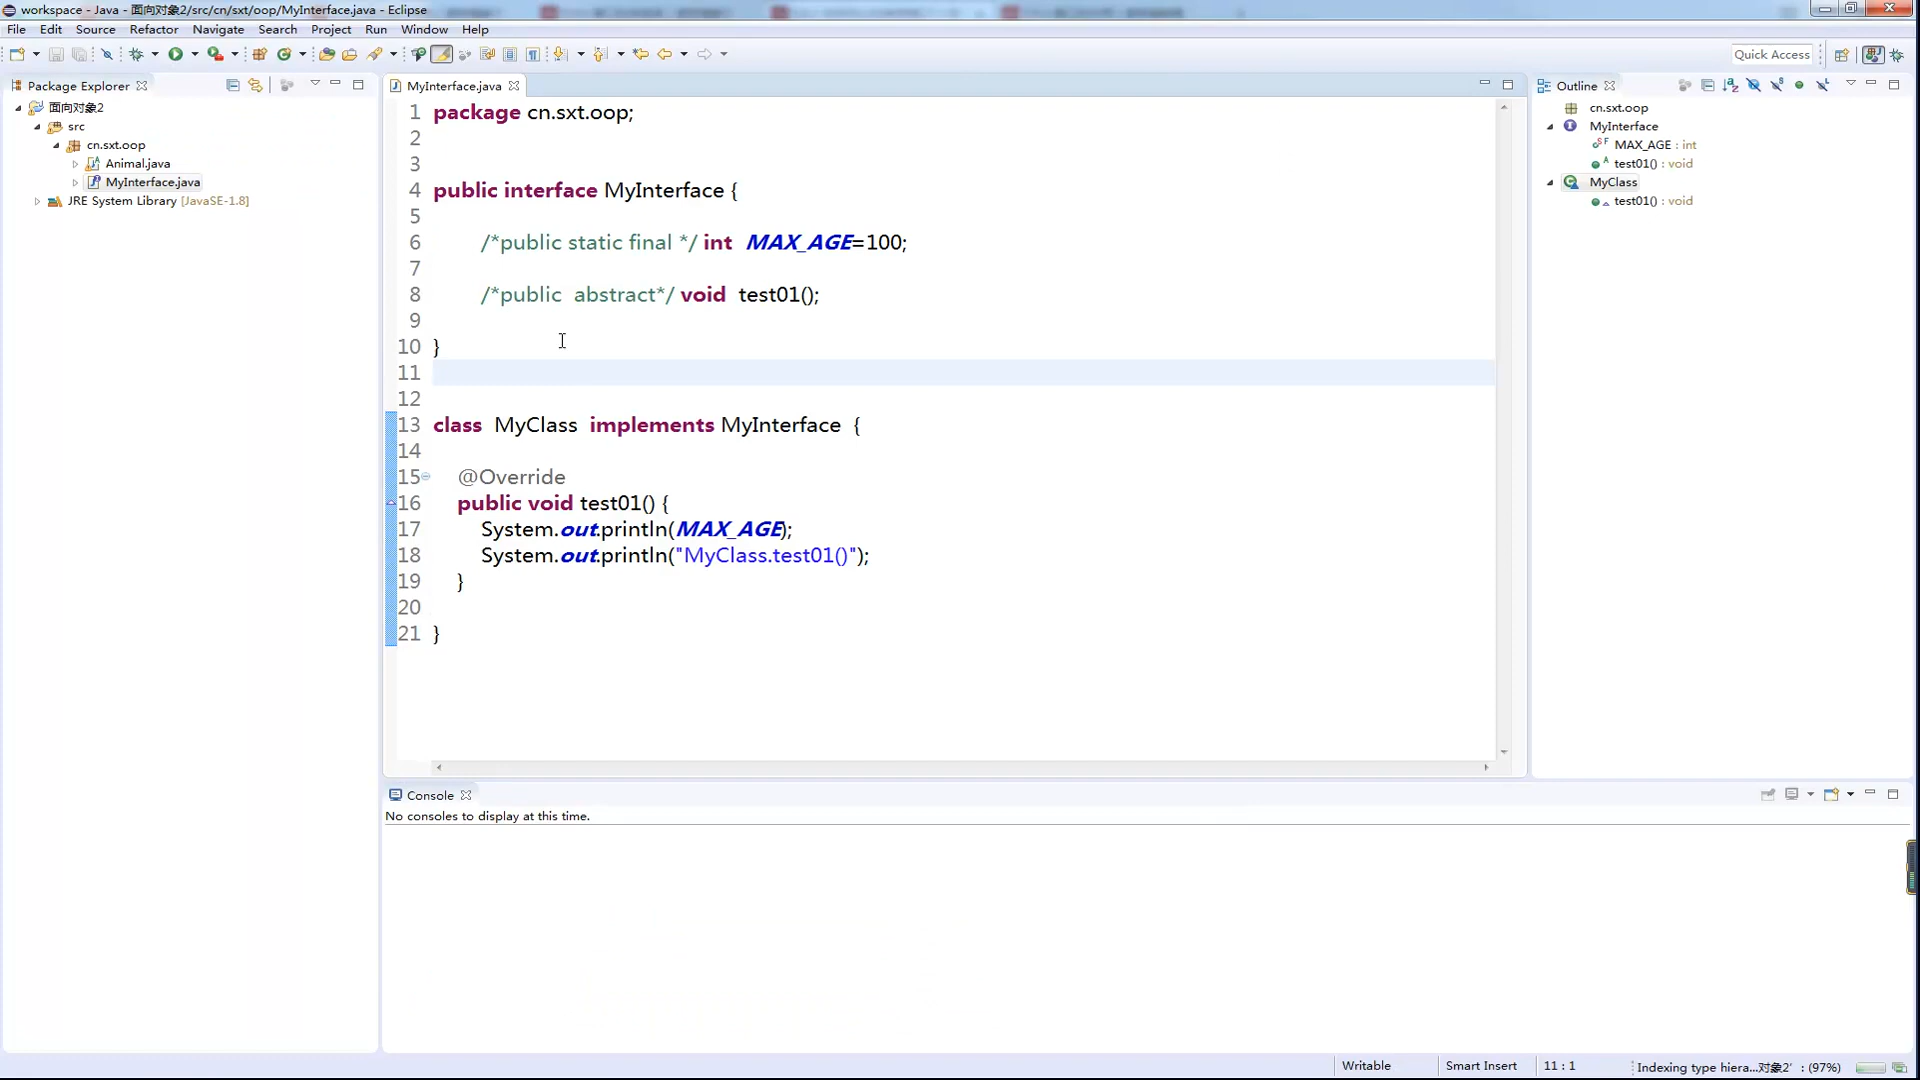 workspace - Java - 面向对象2/src/cn/sxt/oop/MyInterface.java - Eclipse
File Edit Source Refactor Navigate Search Project Run Window Help
Quick Access
Package Explorer
面向对象2
src
cn.sxt.oop
Animal.java
MyInterface.java
JRE System Library [JavaSE-1.8]
MyInterface.java
1 package cn.sxt.oop;
2
3
4 public interface MyInterface {
5
6 /*public static final */ int MAX_AGE=100;
7
8 /*public abstract*/ void test01();
9
10 }
11
12
13 class MyClass implements MyInterface {
14
15 @Override
16 public void test01() {
17 System.out.println(MAX_AGE);
18 System.out.println("MyClass.test01()");
19 }
20
21 }
Outline
cn.sxt.oop
MyInterface
MAX_AGE : int
test01() : void
MyClass
test01() : void
Console
No consoles to display at this time.
Writable Smart Insert 11 : 1 Indexing type hiera...对象2' : (97%)